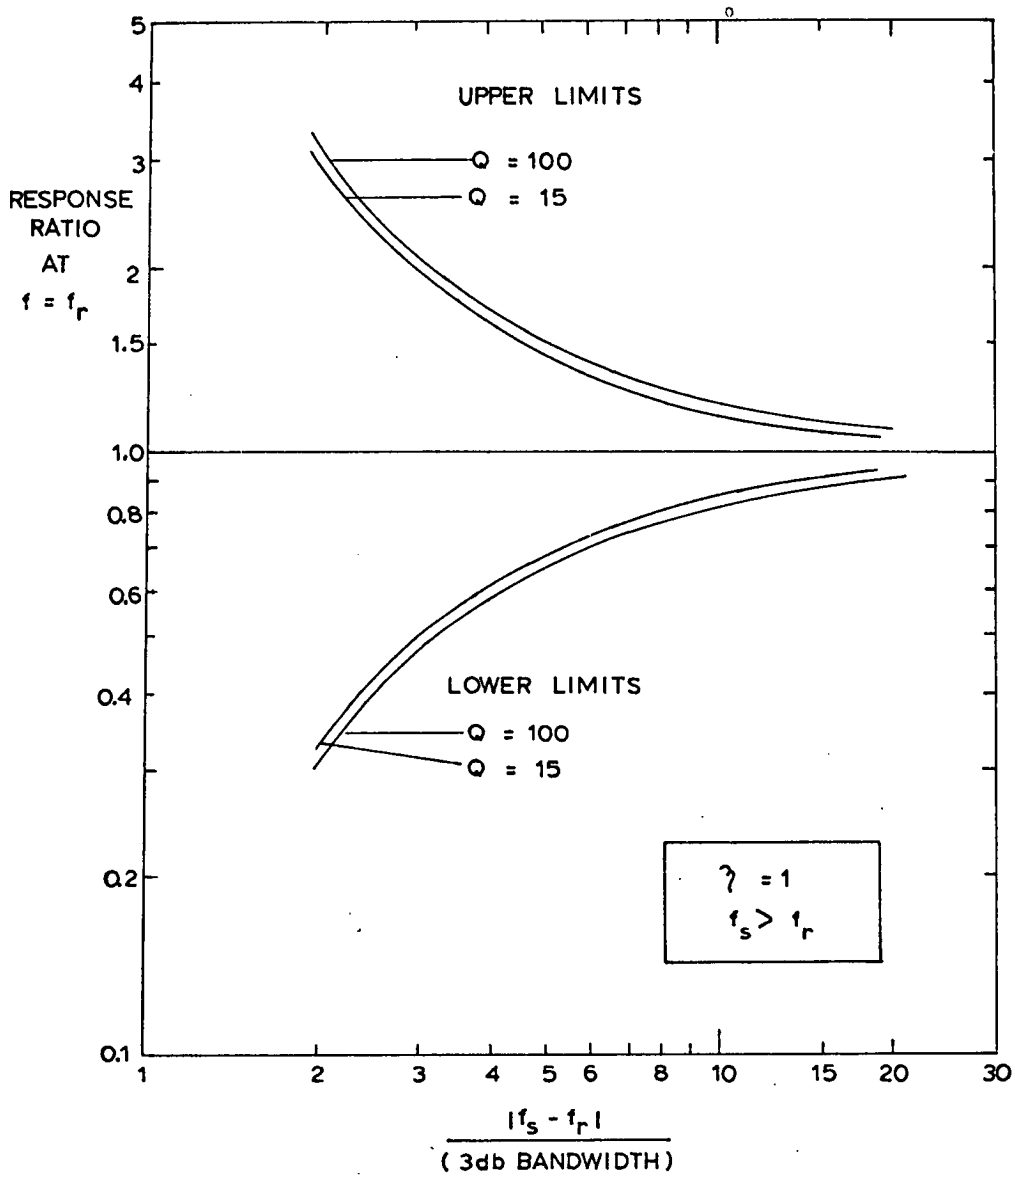 UPPER LIMITS
Q = 100
Q = 15
RESPONSE
RATIO
AT
f = fr
5
4
3
2
1.5
1.0
0.8
0.6
0.4
0.2
0.1
LOWER LIMITS
Q = 100
Q = 15
η = 1
fs > fr
1 2 3 4 5 6 8 10 15 20 30
|fs - fr|
(3db BANDWIDTH)